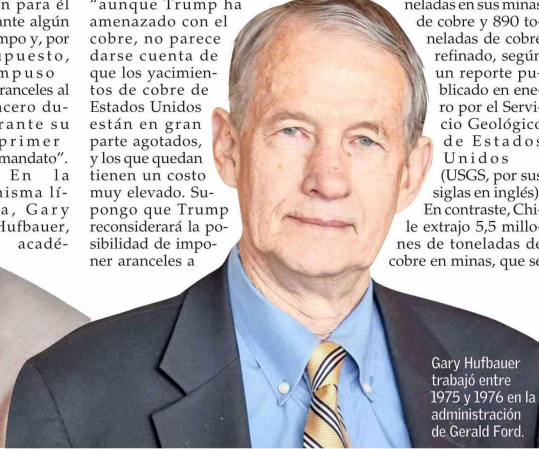 n para él
ante algún
mpo y, por
puesto,
mpuso
ranceles al
cero du-
rante su
primer
mandato".
En la
misma lí-
a, Gary
Hufbauer,
acadé-
"aunque Trump ha
amenazado con el
cobre, no parece
darse cuenta de
que los yacimien-
tos de cobre de
Estados Unidos
están en gran
parte agotados,
y los que quedan
tienen un costo
muy elevado. Su-
pongo que Trump
reconsiderará la po-
sibilidad de impo-
ner aranceles a
neladas en sus minas
de cobre y 890 to-
neladas de cobre
refinado, según
un reporte pu-
blicado en ene-
ro por el Servi-
cio Geológico
de Estados
Unidos
(USGS, por sus
siglas en inglés)
En contraste, Chi-
le extrajo 5,5 millo-
nes de toneladas de
cobre en minas, que se
Gary Hufbauer
trabajó entre
1975 y 1976 en la
administración
de Gerald Ford.